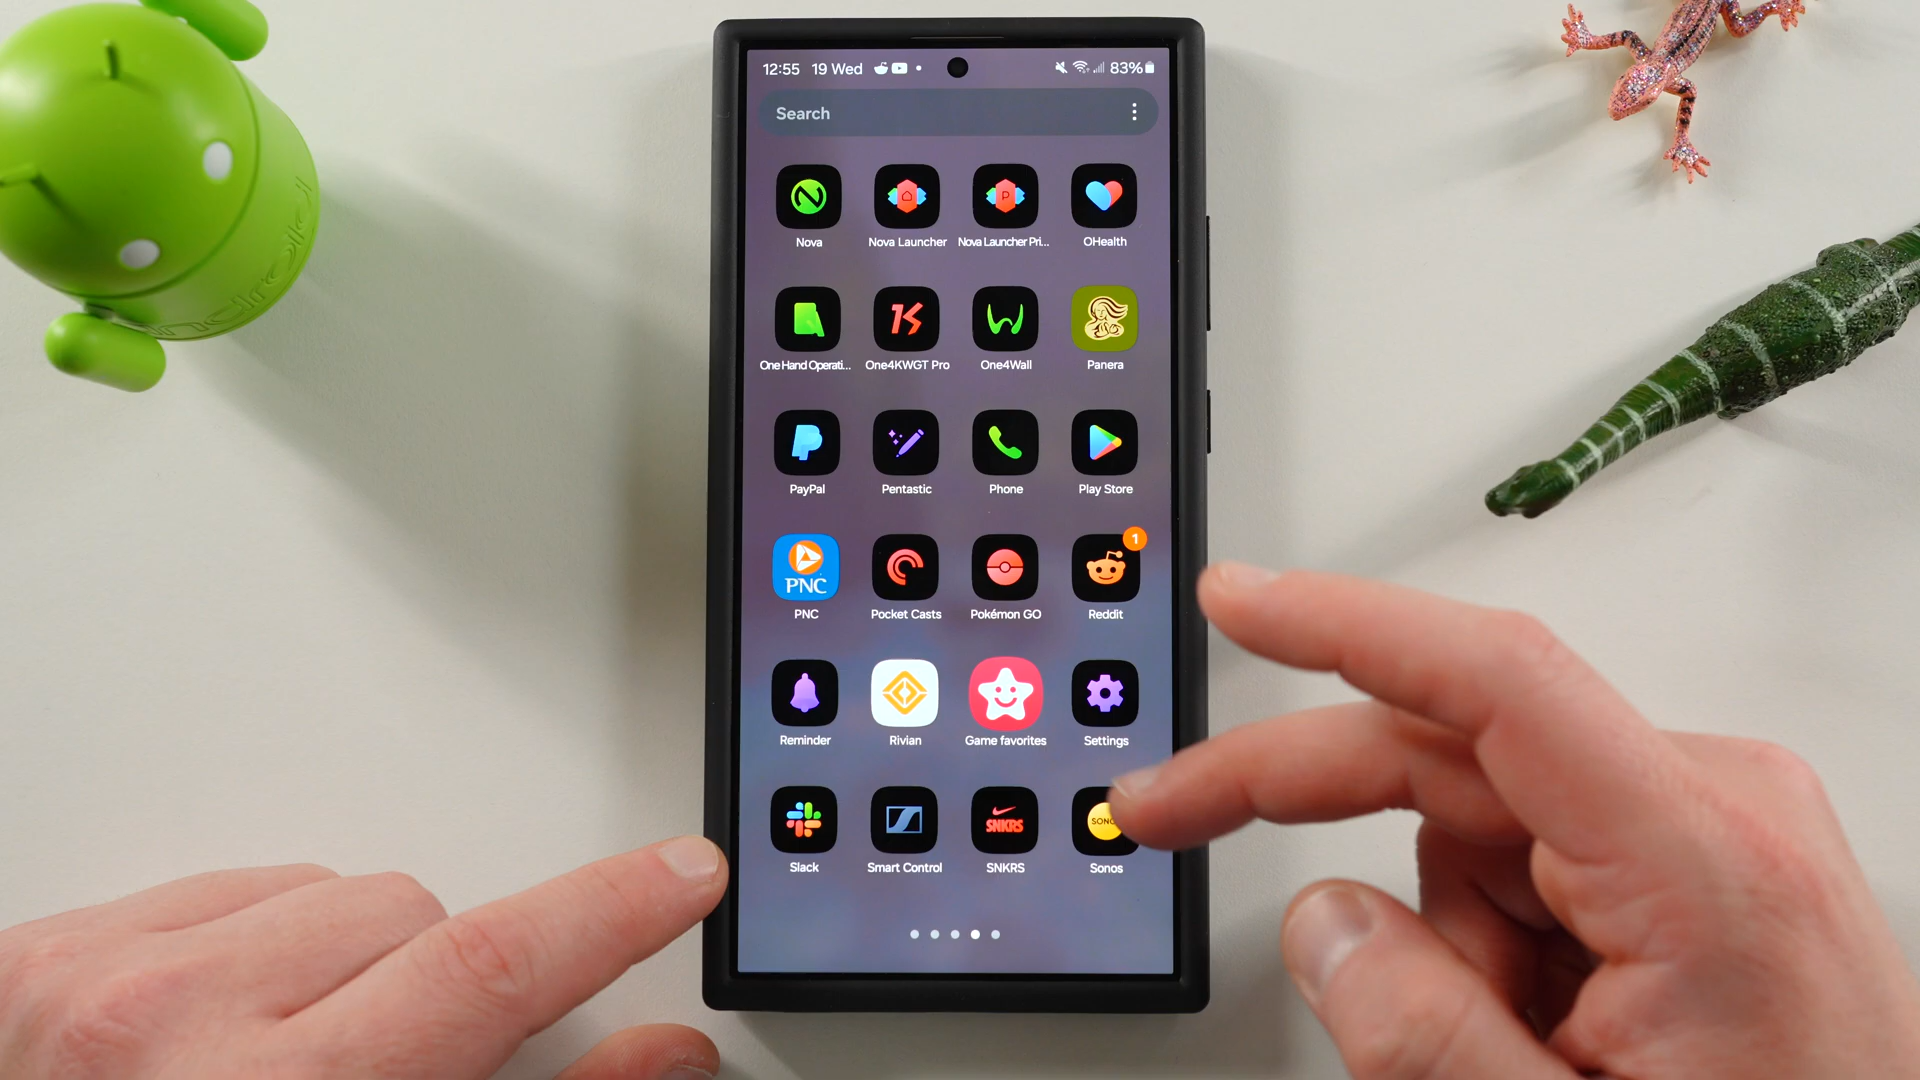 12:55 19 Wed 83%
Search
Nova Nova Launcher Nova Launcher Pri... OHealth
One Hand Operati... One4KWGT Pro One4Wall Panera
PayPal Pentastic Phone Play Store
1
PNC
PNC Pocket Casts Pokémon GO Reddit
Reminder Rivian Game favorites Settings
SNKRS
Slack Smart Control SNKRS Sonos